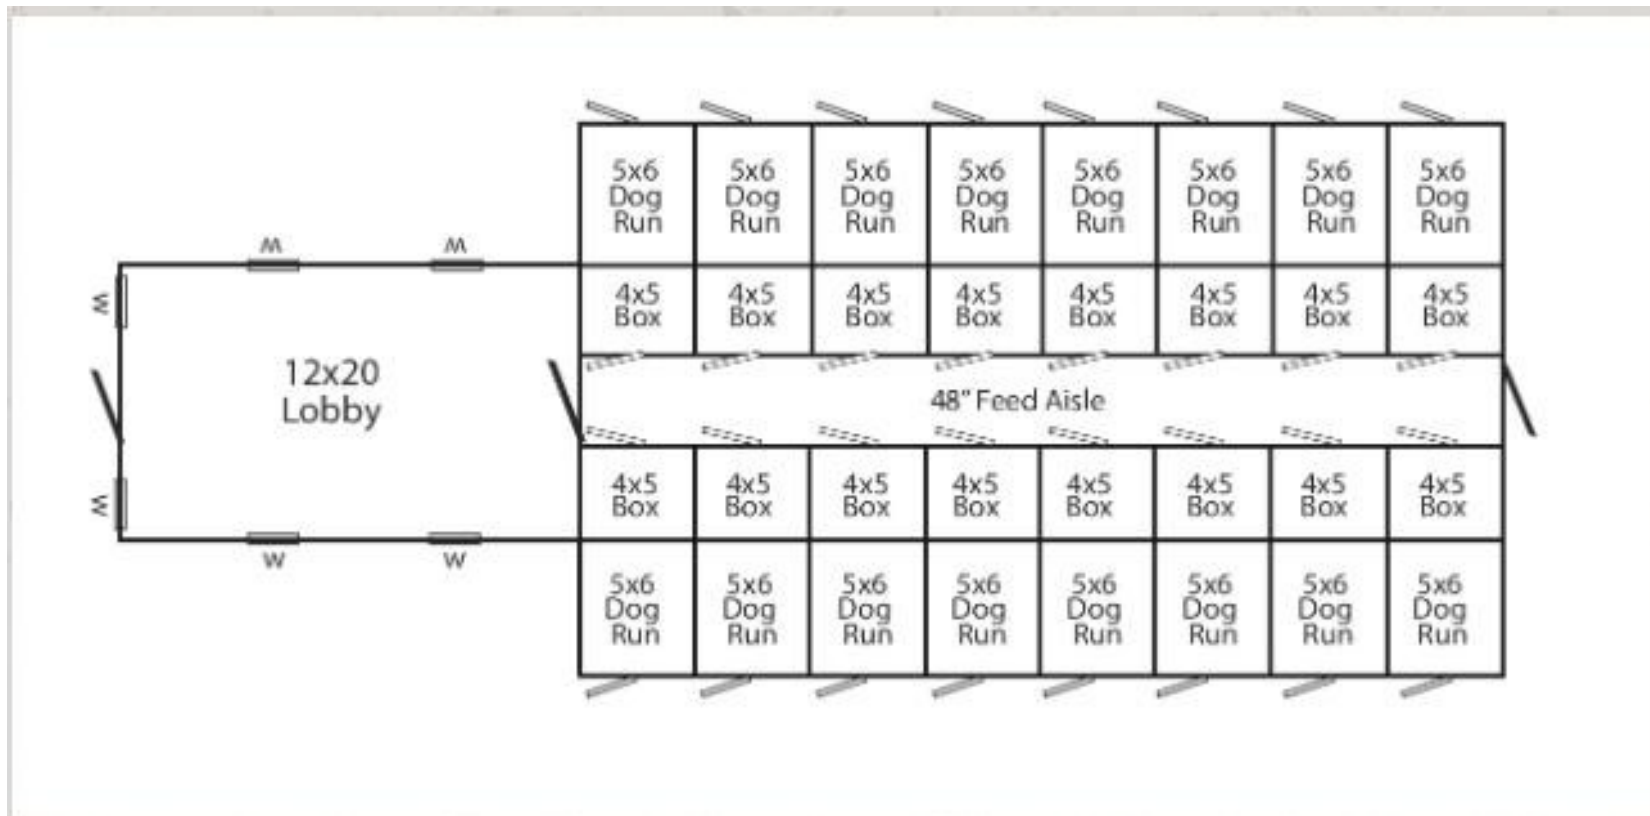 5x6 5x6 5x6 5x6 5x6 5x6 5x6 5x6
Dog Dog Dog Dog Dog Dog Dog Dog
Run Run Run Run Run Run Run Run
W W
4x5 4x5 4x5 4x5 4x5 4x5 4x5 4x5
Box Box Box Box Box Box Box Box
W
12x20
Lobby
48" Feed Aisle
4x5 4x5 4x5 4x5 4x5 4x5 4x5 4x5
Box Box Box Box Box Box Box Box
W
W W
5x6 5x6 5x6 5x6 5x6 5x6 5x6 5x6
Dog Dog Dog Dog Dog Dog Dog Dog
Run Run Run Run Run Run Run Run